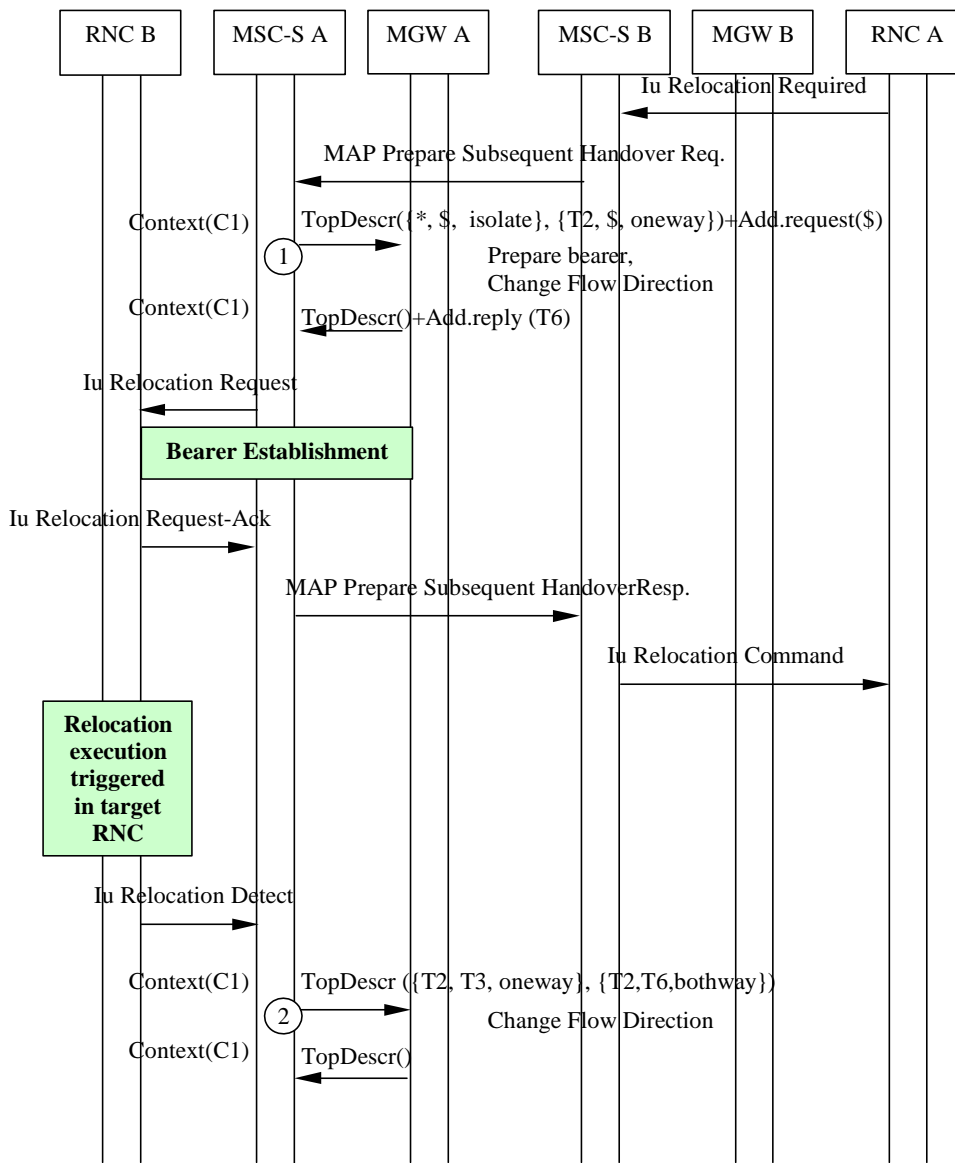 RNC B
MSC-S A
MGW A
MSC-S B
MGW B
RNC A
Iu Relocation Required
MAP Prepare Subsequent Handover Req.
Context(C1)
TopDescr({*, $, isolate}, {T2, $, oneway})+Add.request($)
1
Prepare bearer,
Change Flow Direction
Context(C1)
TopDescr()+Add.reply (T6)
Iu Relocation Request
Bearer Establishment
Iu Relocation Request-Ack
MAP Prepare Subsequent HandoverResp.
Iu Relocation Command
Relocation
execution
triggered
in target
RNC
Iu Relocation Detect
Context(C1)
TopDescr ({T2, T3, oneway}, {T2,T6,bothway})
2
Change Flow Direction
Context(C1)
TopDescr()